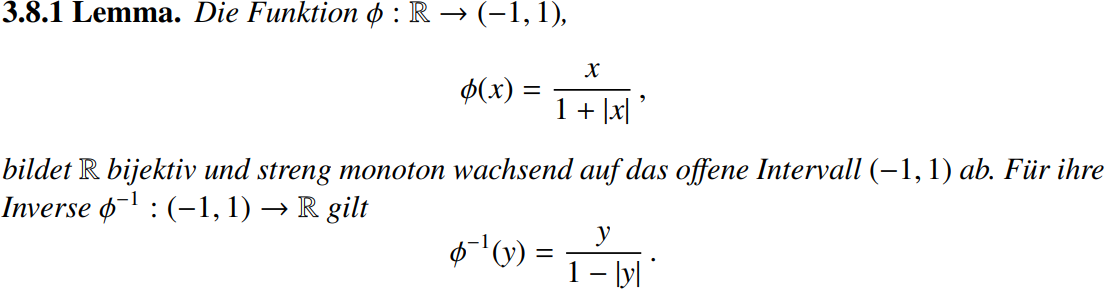 3.8.1 Lemma. Die Funktion ϕ : ℝ → (−1, 1),
ϕ(x) = x / (1 + |x|) ,
bildet ℝ bijektiv und streng monoton wachsend auf das offene Intervall (−1, 1) ab. Für ihre
Inverse ϕ⁻¹ : (−1, 1) → ℝ gilt
ϕ⁻¹(y) = y / (1 − |y|) .